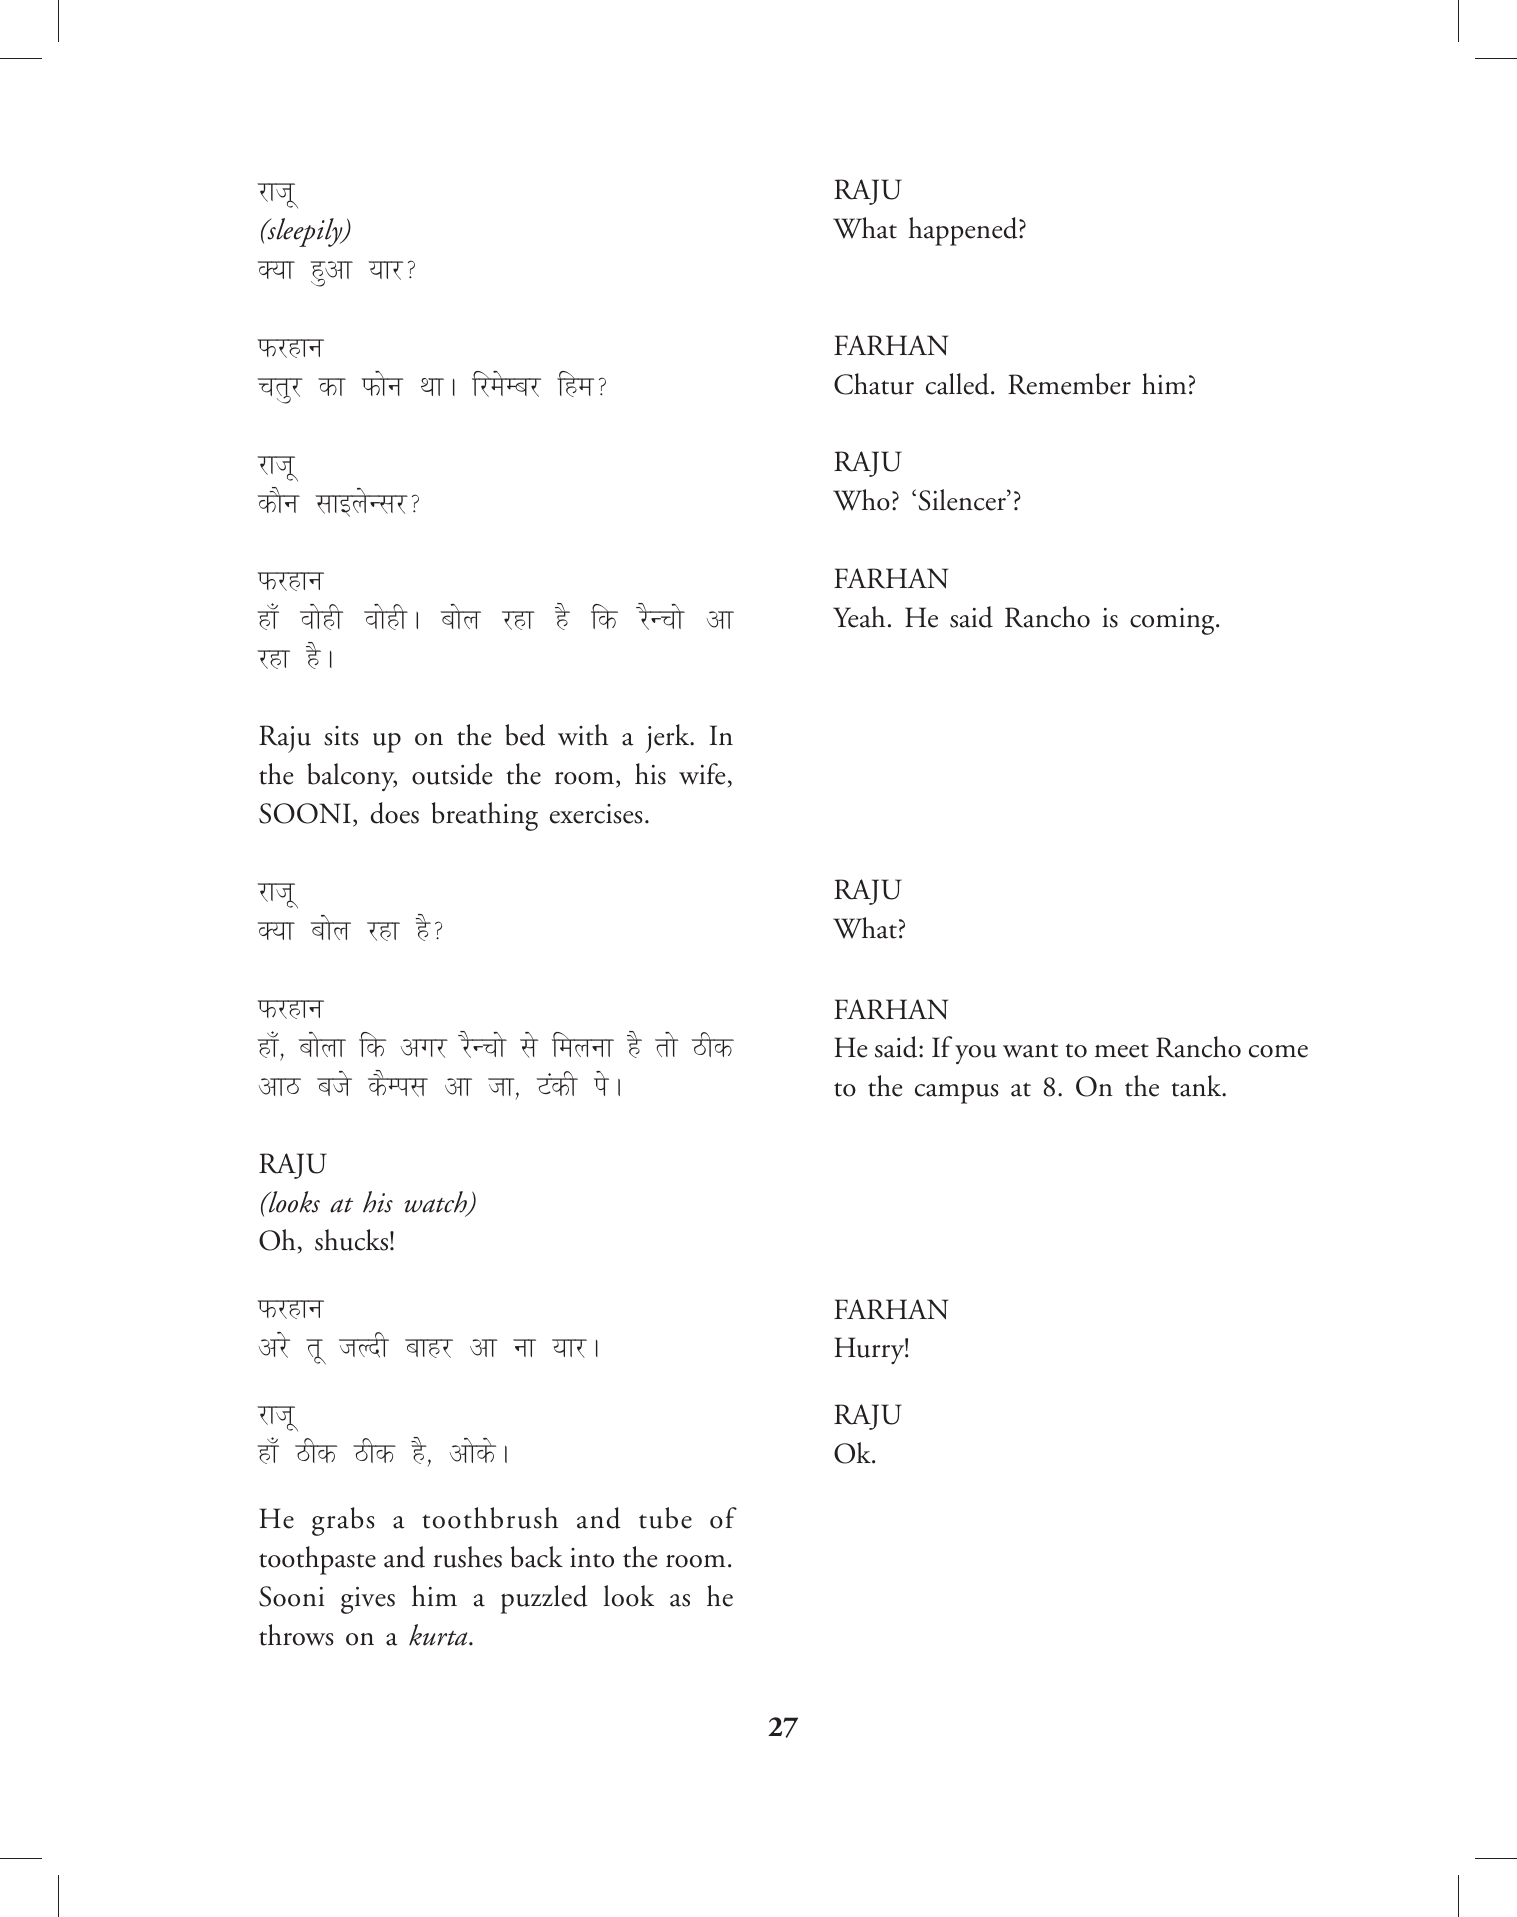 राजू
(sleepily)
क्या हुआ यार?
RAJU
What happened?
फरहान
चतुर का फोन था। रिमेम्बर हिम?
FARHAN
Chatur called. Remember him?
राजू
कौन साइलेन्सर?
RAJU
Who? ‘Silencer’?
फरहान
हाँ वोही वोही। बोल रहा है कि रैन्चो आ
रहा है।
FARHAN
Yeah. He said Rancho is coming.
Raju sits up on the bed with a jerk. In
the balcony, outside the room, his wife,
SOONI, does breathing exercises.
राजू
क्या बोल रहा है?
RAJU
What?
फरहान
हाँ, बोला कि अगर रैन्चो से मिलना है तो ठीक
आठ बजे कैम्पस आ जा, टंकी पे।
FARHAN
He said: If you want to meet Rancho come
to the campus at 8. On the tank.
RAJU
(looks at his watch)
Oh, shucks!
फरहान
अरे तू जल्दी बाहर आ ना यार।
FARHAN
Hurry!
राजू
हाँ ठीक ठीक है, ओके।
RAJU
Ok.
He grabs a toothbrush and tube of
toothpaste and rushes back into the room.
Sooni gives him a puzzled look as he
throws on a kurta.
27